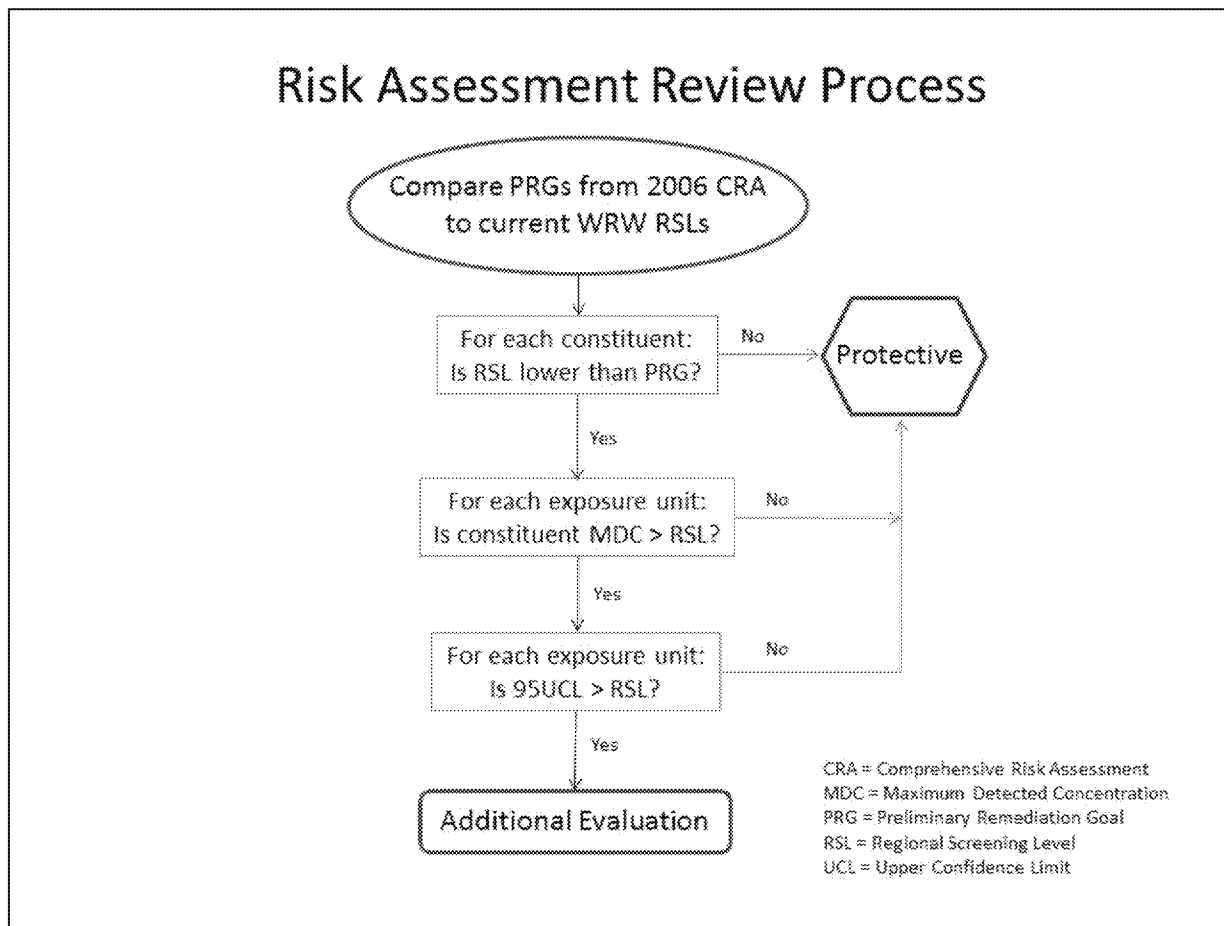 Risk Assessment Review Process
Compare PRGs from 2006 CRA
to current WRW RSLs
For each constituent:
Is RSL lower than PRG?
No
Protective
Yes
For each exposure unit:
Is constituent MDC > RSL?
No
Yes
For each exposure unit:
Is 95UCL > RSL?
No
Yes
Additional Evaluation
CRA = Comprehensive Risk Assessment
MDC = Maximum Detected Concentration
PRG = Preliminary Remediation Goal
RSL = Regional Screening Level
UCL = Upper Confidence Limit